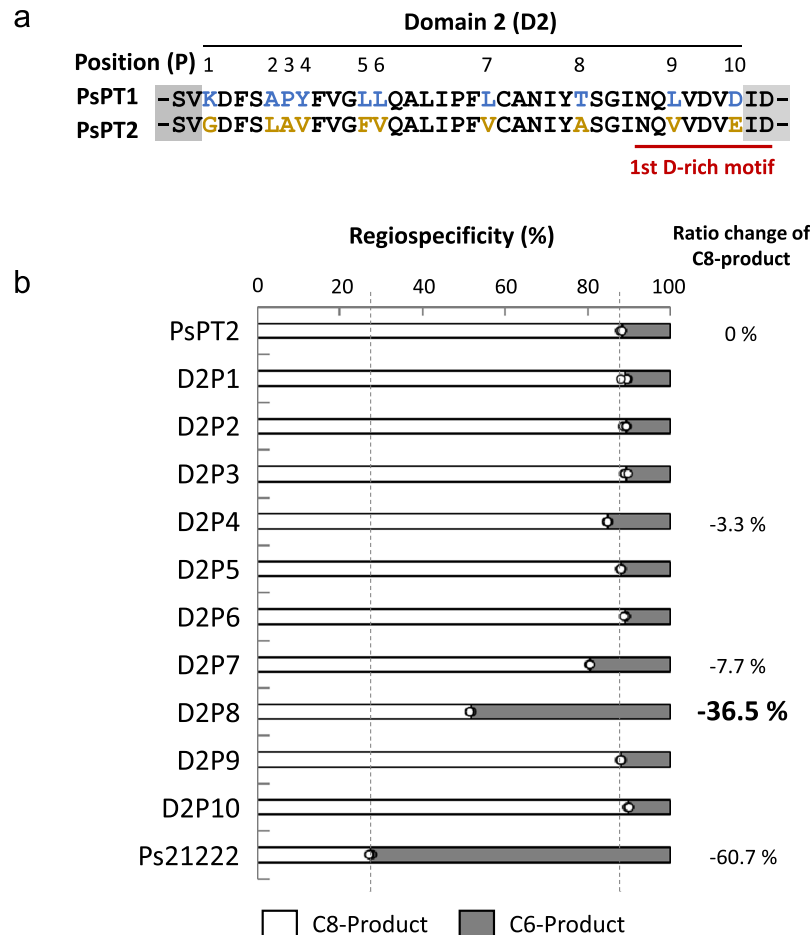 a
Domain 2 (D2)
Position (P) 1 2 3 4 5 6 7 8 9 10
PsPT1 –SVKDFSAPYFVGLLQALIPFLCANIYTSGINQLVDVDID–
PsPT2 –SVGDFSLAVFVGFVQALIPFVCANIYASGINQVVDVEID–
1st D-rich motif
Regiospecificity (%)
Ratio change of
C8-product
b
0 20 40 60 80 100
PsPT2 0 %
D2P1
D2P2
D2P3
D2P4 -3.3 %
D2P5
D2P6
D2P7 -7.7 %
D2P8 -36.5 %
D2P9
D2P10
Ps21222 -60.7 %
C8-Product C6-Product